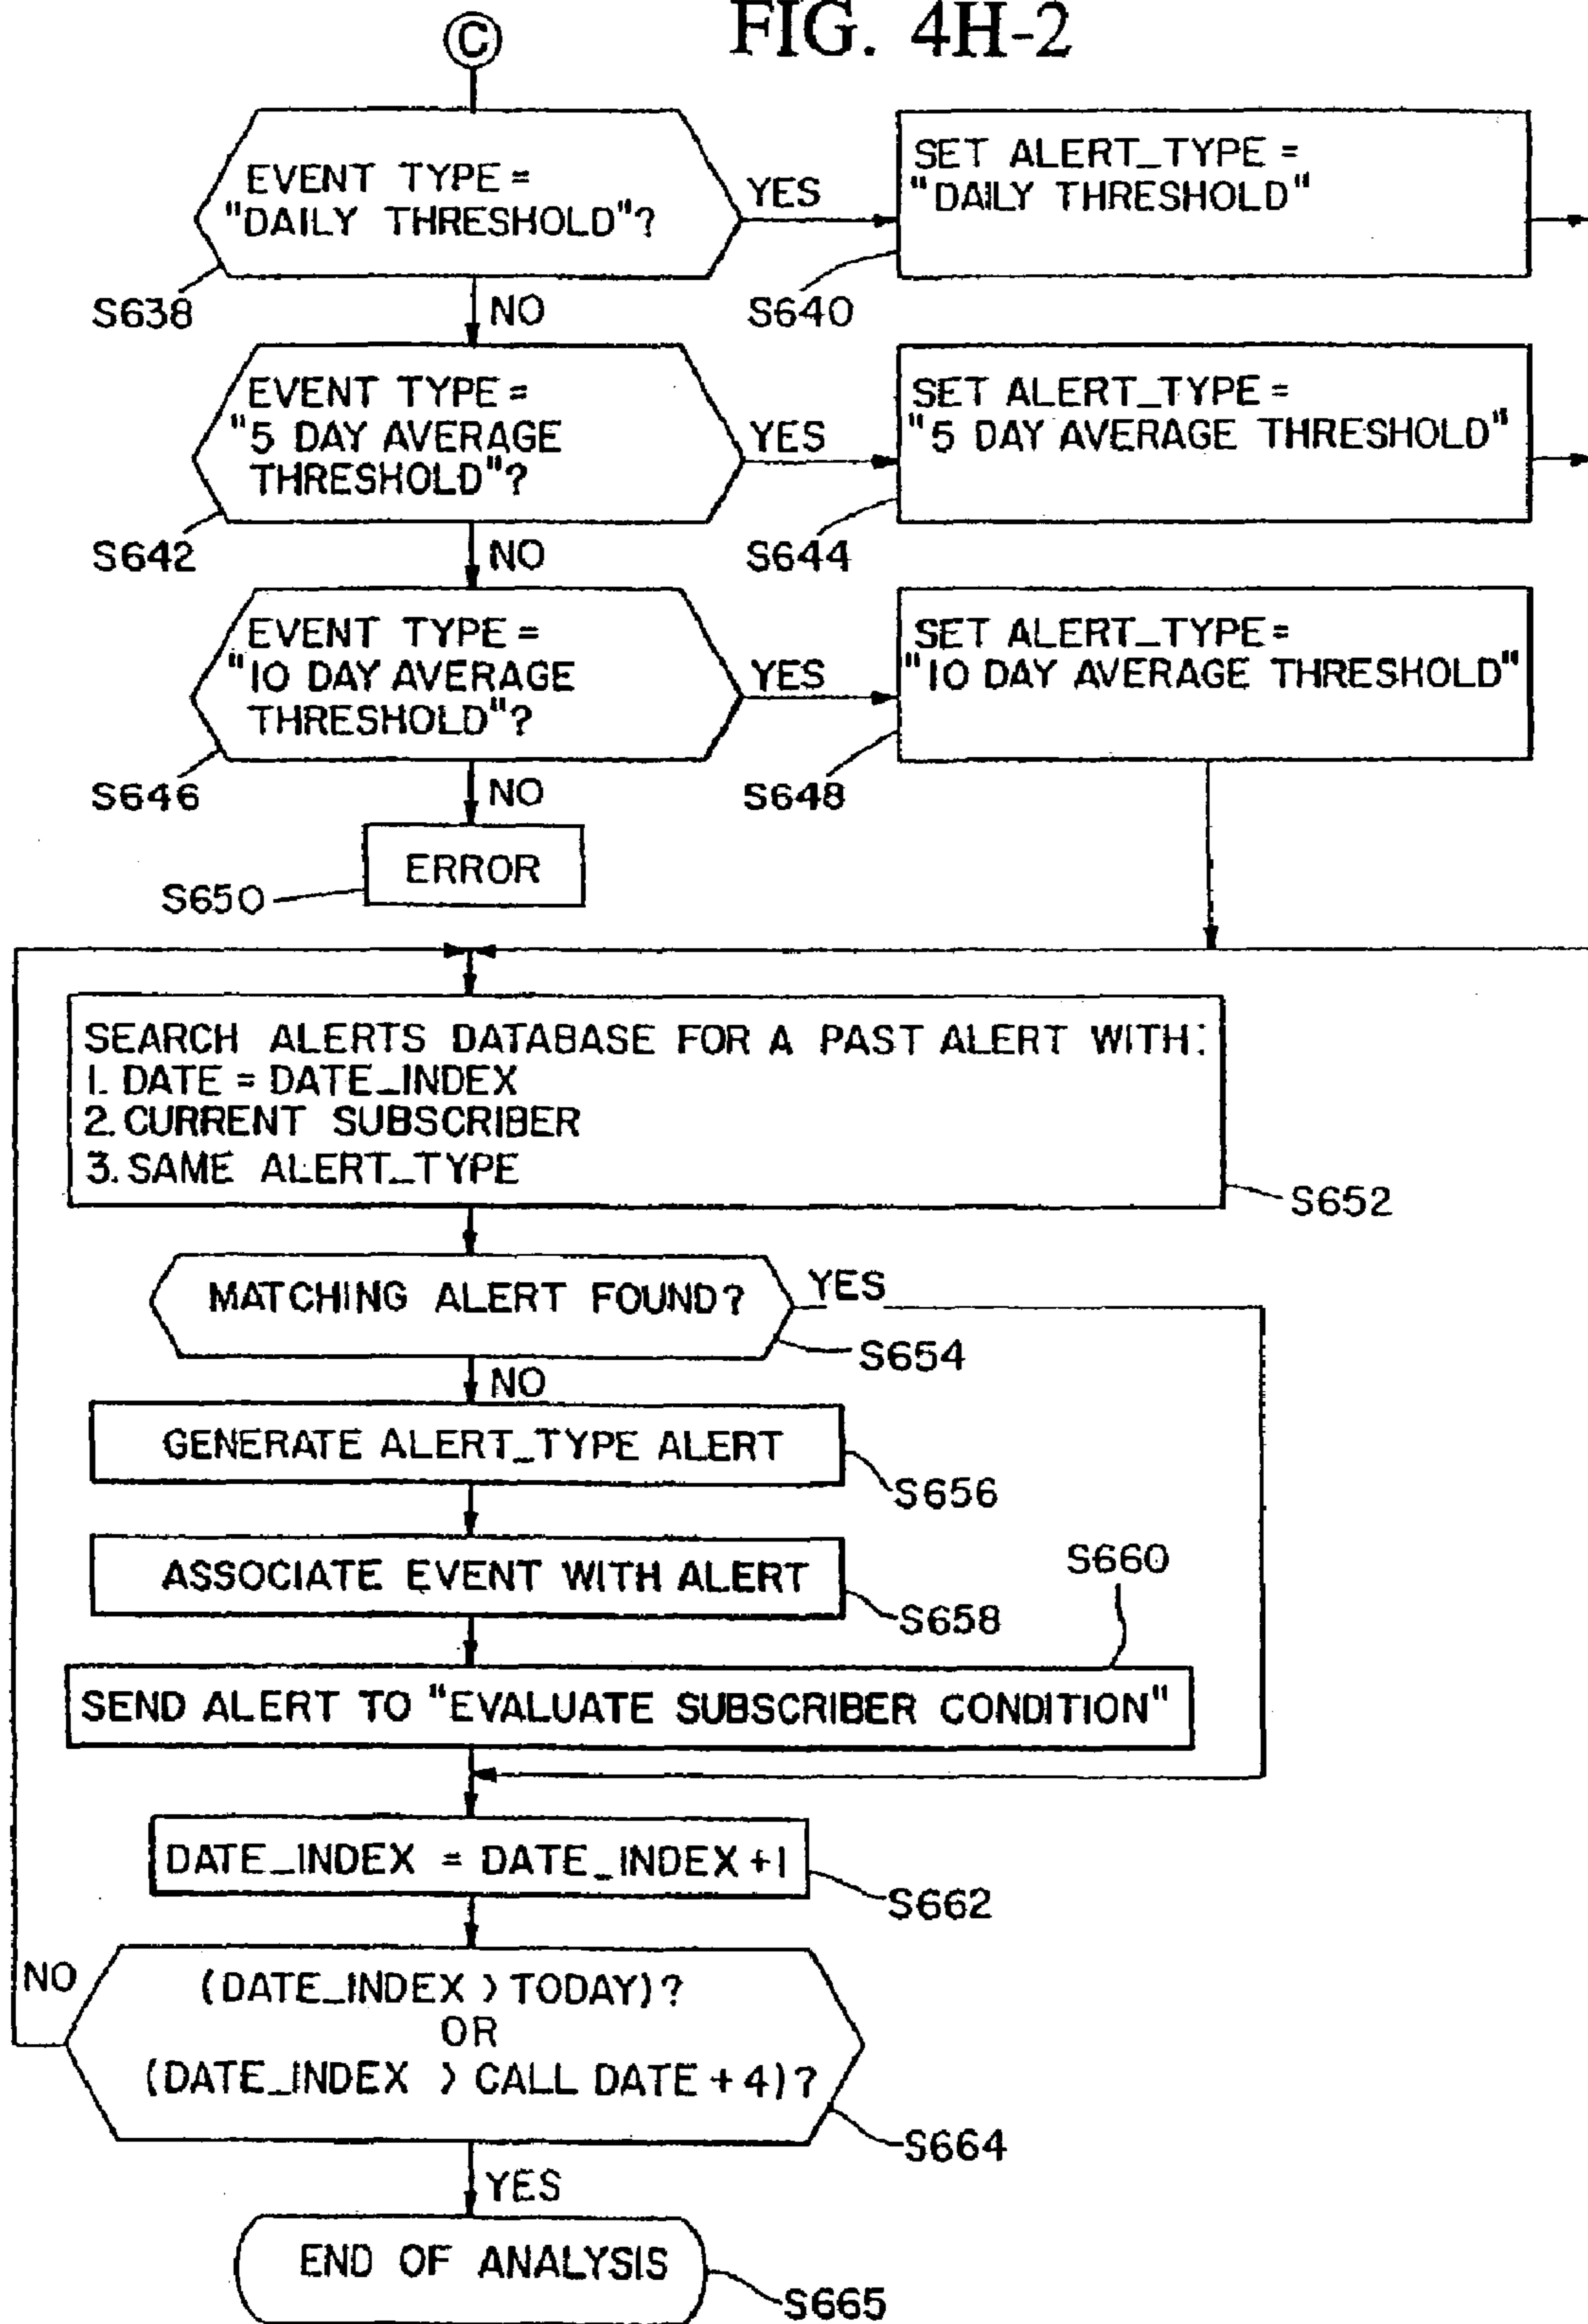 FIG. 4H-2
C
EVENT TYPE =
"DAILY THRESHOLD"?
YES
SET ALERT_TYPE =
"DAILY THRESHOLD"
S638
NO
S640
EVENT TYPE =
"5 DAY AVERAGE
THRESHOLD"?
YES
SET ALERT_TYPE =
"5 DAY AVERAGE THRESHOLD"
S642
NO
S644
EVENT TYPE =
"10 DAY AVERAGE
THRESHOLD"?
YES
SET ALERT_TYPE =
"10 DAY AVERAGE THRESHOLD"
S646
NO
S648
ERROR
S650
SEARCH ALERTS DATABASE FOR A PAST ALERT WITH:
1. DATE = DATE_INDEX
2. CURRENT SUBSCRIBER
3. SAME ALERT_TYPE
S652
MATCHING ALERT FOUND?
YES
S654
NO
GENERATE ALERT_TYPE ALERT
S656
ASSOCIATE EVENT WITH ALERT
S658
S660
SEND ALERT TO "EVALUATE SUBSCRIBER CONDITION"
DATE_INDEX = DATE_INDEX +1
S662
NO
(DATE_INDEX > TODAY)?
OR
(DATE_INDEX > CALL DATE + 4)?
S664
YES
END OF ANALYSIS
S665